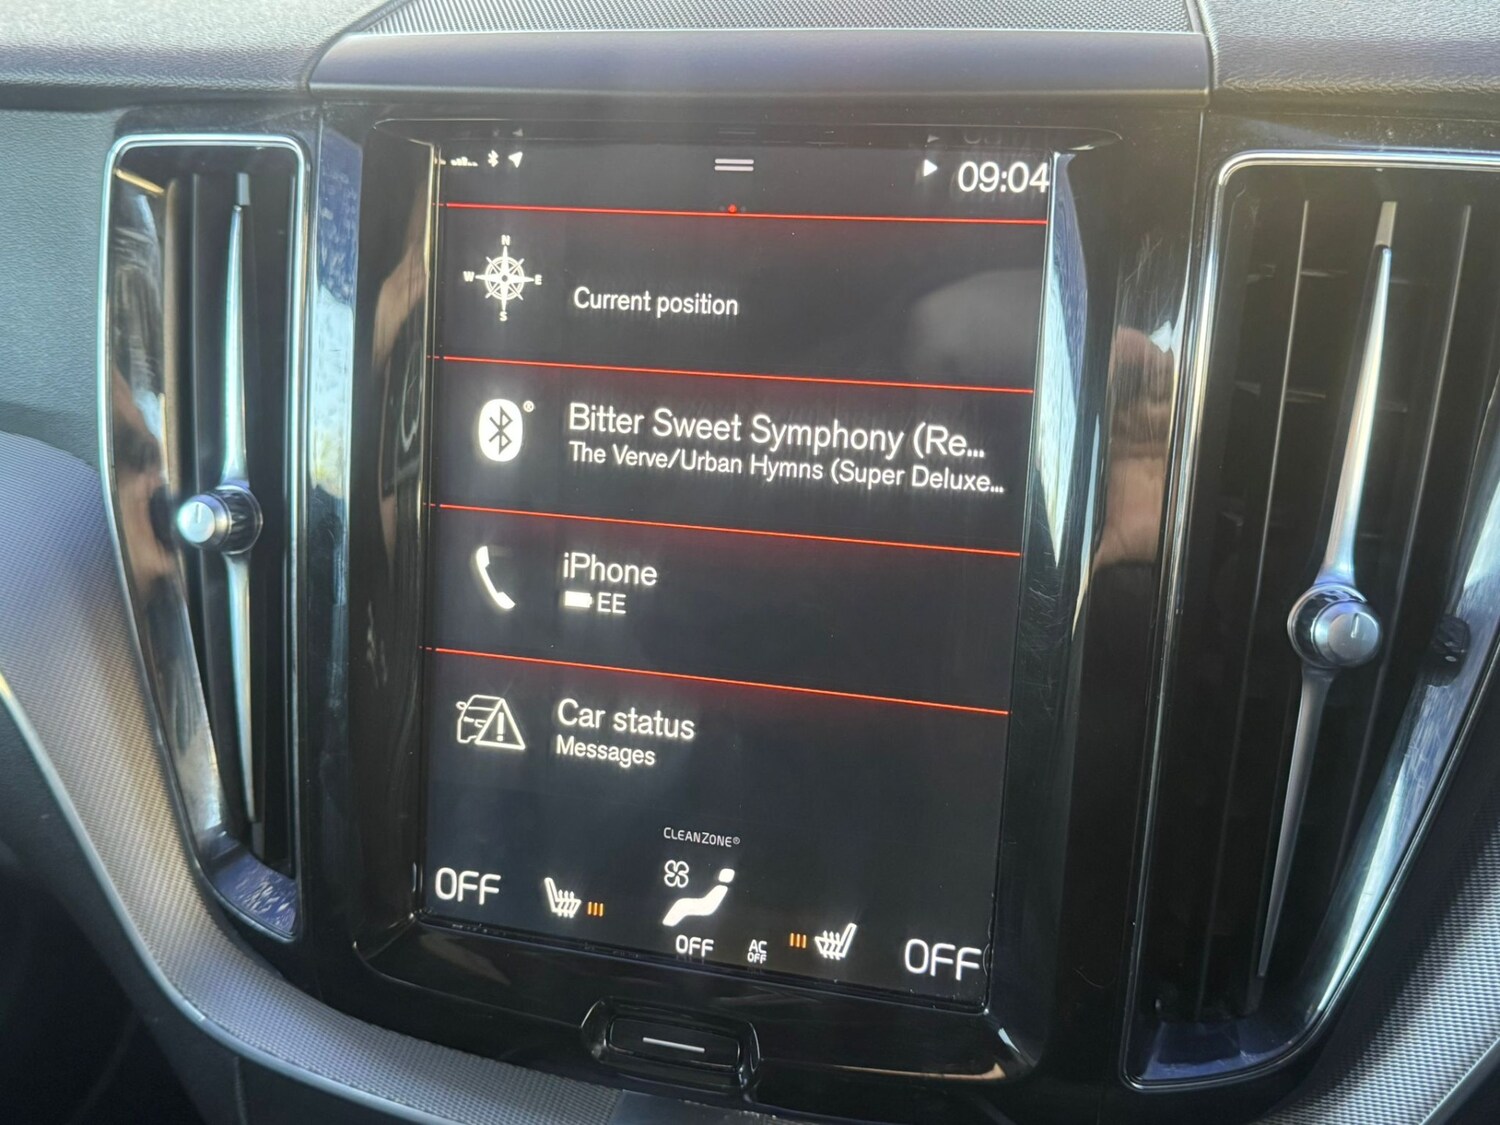 09:04
N
W E
S
Current position
Bitter Sweet Symphony (Re...
The Verve/Urban Hymns (Super Deluxe...
iPhone
EE
Car status
Messages
CLEANZONE®
OFF
OFF
AC
OFF
OFF